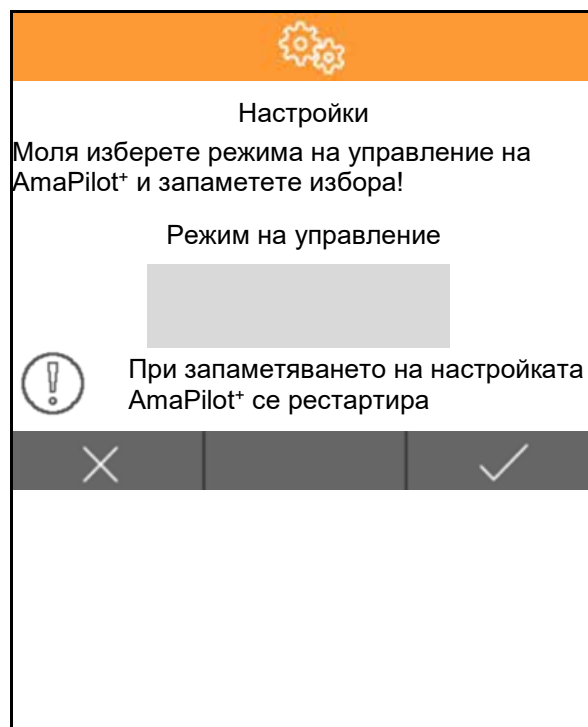 Настройки
Моля изберете режима на управление на
AmaPilot⁺ и запаметете избора!
Режим на управление
При запаметяването на настройката
AmaPilot⁺ се рестартира